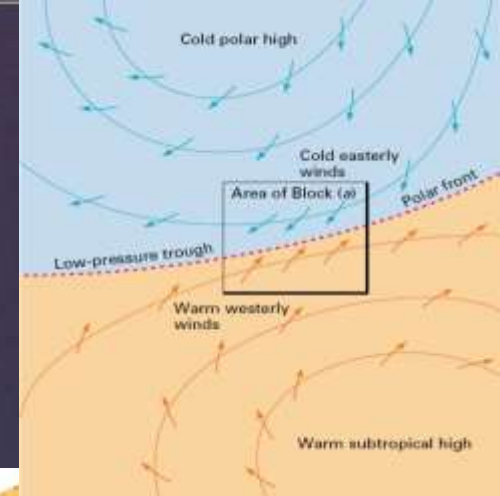 Cold polar high
Cold easterly
winds
Area of Block (a)
Polar front
Low-pressure trough
Warm westerly
winds
Warm subtropical high